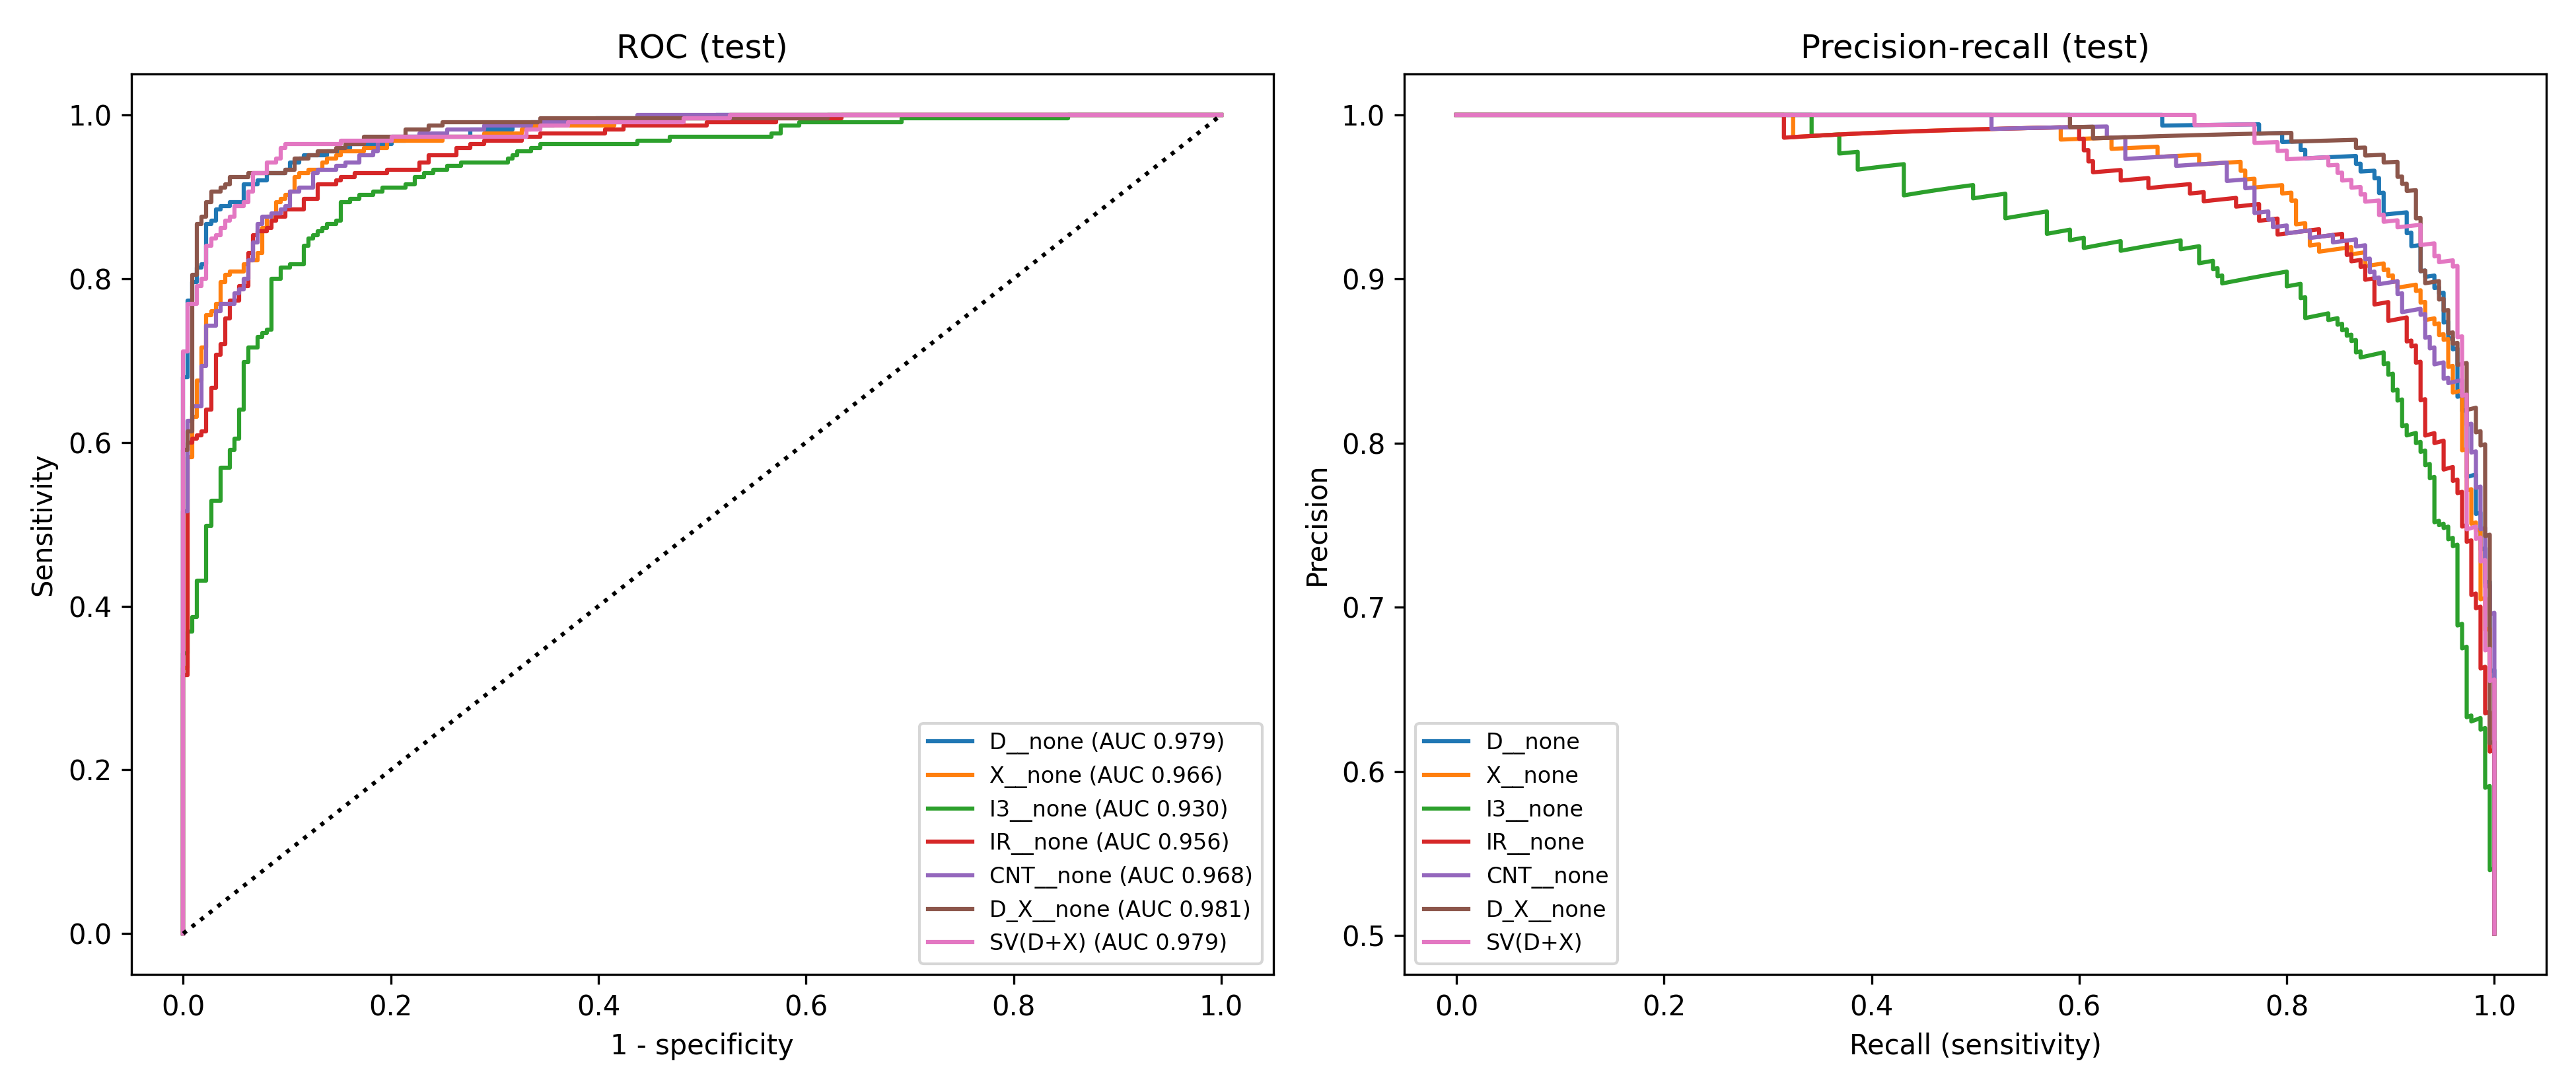 ROC (test)
Sensitivity
1.0
0.8
0.6
0.4
0.2
0.0
0.0 0.2 0.4 0.6 0.8 1.0
1 - specificity
D__none (AUC 0.979)
X__none (AUC 0.966)
I3__none (AUC 0.930)
IR__none (AUC 0.956)
CNT__none (AUC 0.968)
D_X__none (AUC 0.981)
SV(D+X) (AUC 0.979)
Precision-recall (test)
Precision
1.0
0.9
0.8
0.7
0.6
0.5
0.0 0.2 0.4 0.6 0.8 1.0
Recall (sensitivity)
D__none
X__none
I3__none
IR__none
CNT__none
D_X__none
SV(D+X)